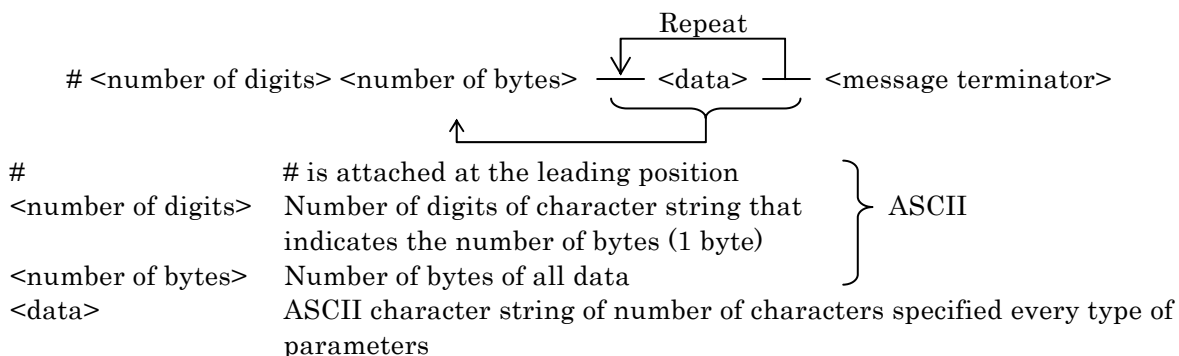 Repeat
# <number of digits> <number of bytes> <data> <message terminator>
# # is attached at the leading position
<number of digits> Number of digits of character string that
indicates the number of bytes (1 byte)
ASCII
<number of bytes> Number of bytes of all data
<data> ASCII character string of number of characters specified every type of
parameters